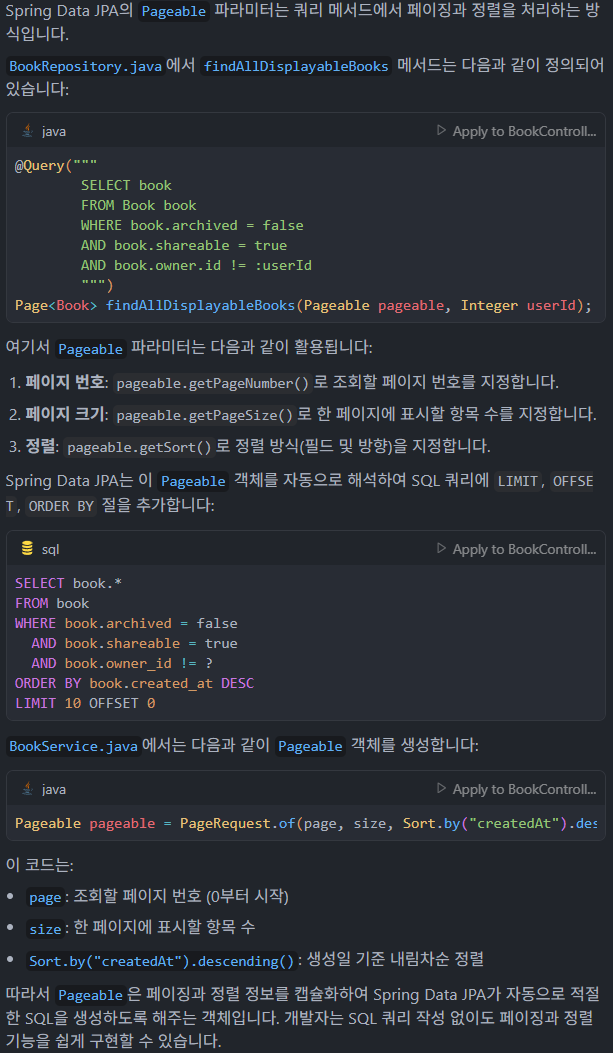 Spring Data JPA의 Pageable 파라미터는 쿼리 메서드에서 페이징과 정렬을 처리하는 방
식입니다.
BookRepository.java에서 findAllDisplayableBooks 메서드는 다음과 같이 정의되어
있습니다:
java
Apply to BookControll...
@Query("""
SELECT book
FROM Book book
WHERE book.archived = false
AND book.shareable = true
AND book.owner.id != :userId
""")
Page<Book> findAllDisplayableBooks(Pageable pageable, Integer userId);
여기서 Pageable 파라미터는 다음과 같이 활용됩니다:
1. 페이지 번호: pageable.getPageNumber()로 조회할 페이지 번호를 지정합니다.
2. 페이지 크기: pageable.getPageSize()로 한 페이지에 표시할 항목 수를 지정합니다.
3. 정렬: pageable.getSort()로 정렬 방식(필드 및 방향)을 지정합니다.
Spring Data JPA는 이 Pageable 객체를 자동으로 해석하여 SQL 쿼리에 LIMIT, OFFSE
T, ORDER BY 절을 추가합니다:
sql
Apply to BookControll...
SELECT book.*
FROM book
WHERE book.archived = false
AND book.shareable = true
AND book.owner_id != ?
ORDER BY book.created_at DESC
LIMIT 10 OFFSET 0
BookService.java에서는 다음과 같이 Pageable 객체를 생성합니다:
java
Apply to BookControll...
Pageable pageable = PageRequest.of(page, size, Sort.by("createdAt").des
이 코드는:
• page: 조회할 페이지 번호 (0부터 시작)
• size: 한 페이지에 표시할 항목 수
• Sort.by("createdAt").descending(): 생성일 기준 내림차순 정렬
따라서 Pageable은 페이징과 정렬 정보를 캡슐화하여 Spring Data JPA가 자동으로 적절
한 SQL을 생성하도록 해주는 객체입니다. 개발자는 SQL 쿼리 작성 없이도 페이징과 정렬
기능을 쉽게 구현할 수 있습니다.